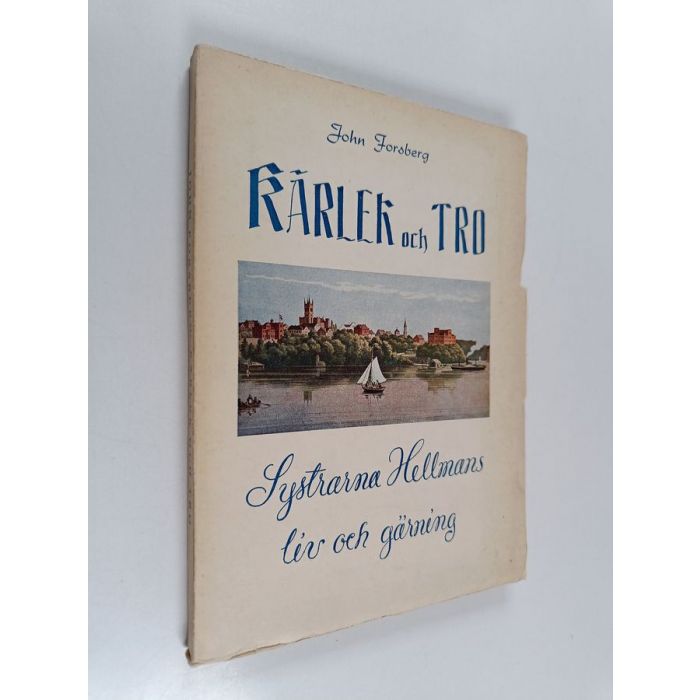 John Forsberg
KÄRLEK och TRO
Systrarna Hellmans
liv och gärning